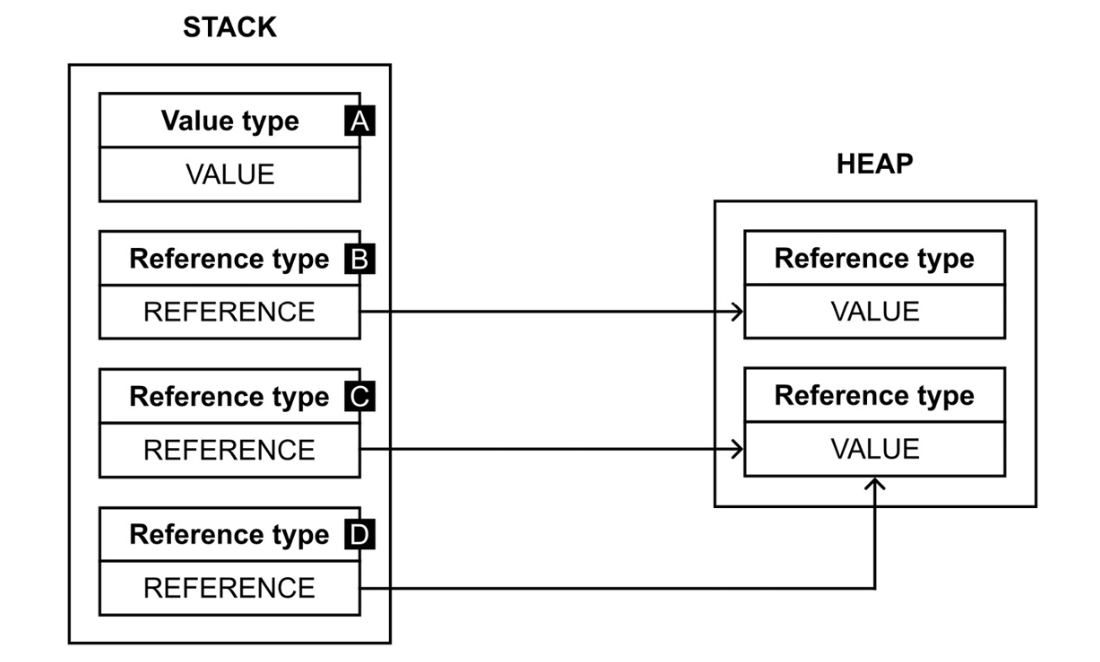 STACK
Value type A
VALUE
Reference type B
REFERENCE
Reference type C
REFERENCE
Reference type D
REFERENCE
HEAP
Reference type
VALUE
Reference type
VALUE